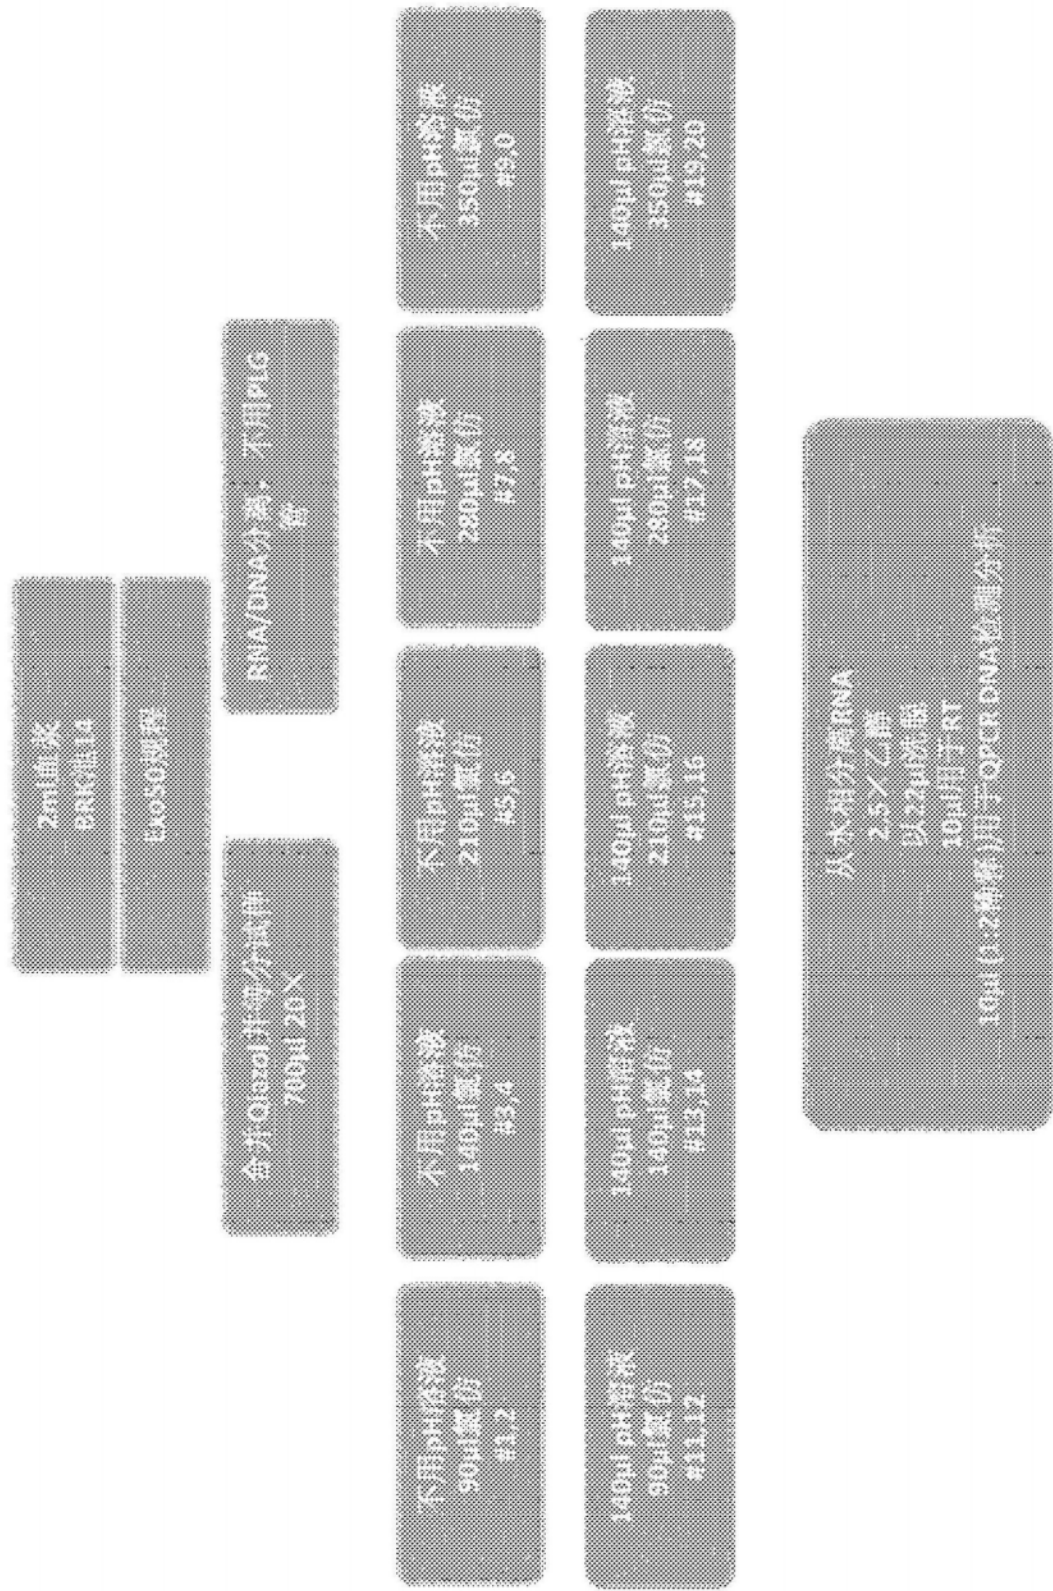 2ml血浆
BRK池14
Exo50规程
合并Qiazol并等分试样
700μl 20×
RNA/DNA分离，不用PLG
管
不用pH溶液
90μl氯仿
#1,2
不用pH溶液
140μl氯仿
#3,4
不用pH溶液
210μl氯仿
#5,6
不用pH溶液
280μl氯仿
#7,8
不用pH溶液
350μl氯仿
#9,0
140μl pH溶液
90μl氯仿
#11,12
140μl pH溶液
140μl氯仿
#13,14
140μl pH溶液
210μl氯仿
#15,16
140μl pH溶液
280μl氯仿
#17,18
140μl pH溶液
350μl氯仿
#19,20
从水相分离RNA
2.5×乙醇
以22μl洗脱
10μl用于RT
10μl (1:2稀释)用于QPCR DNA检测分析